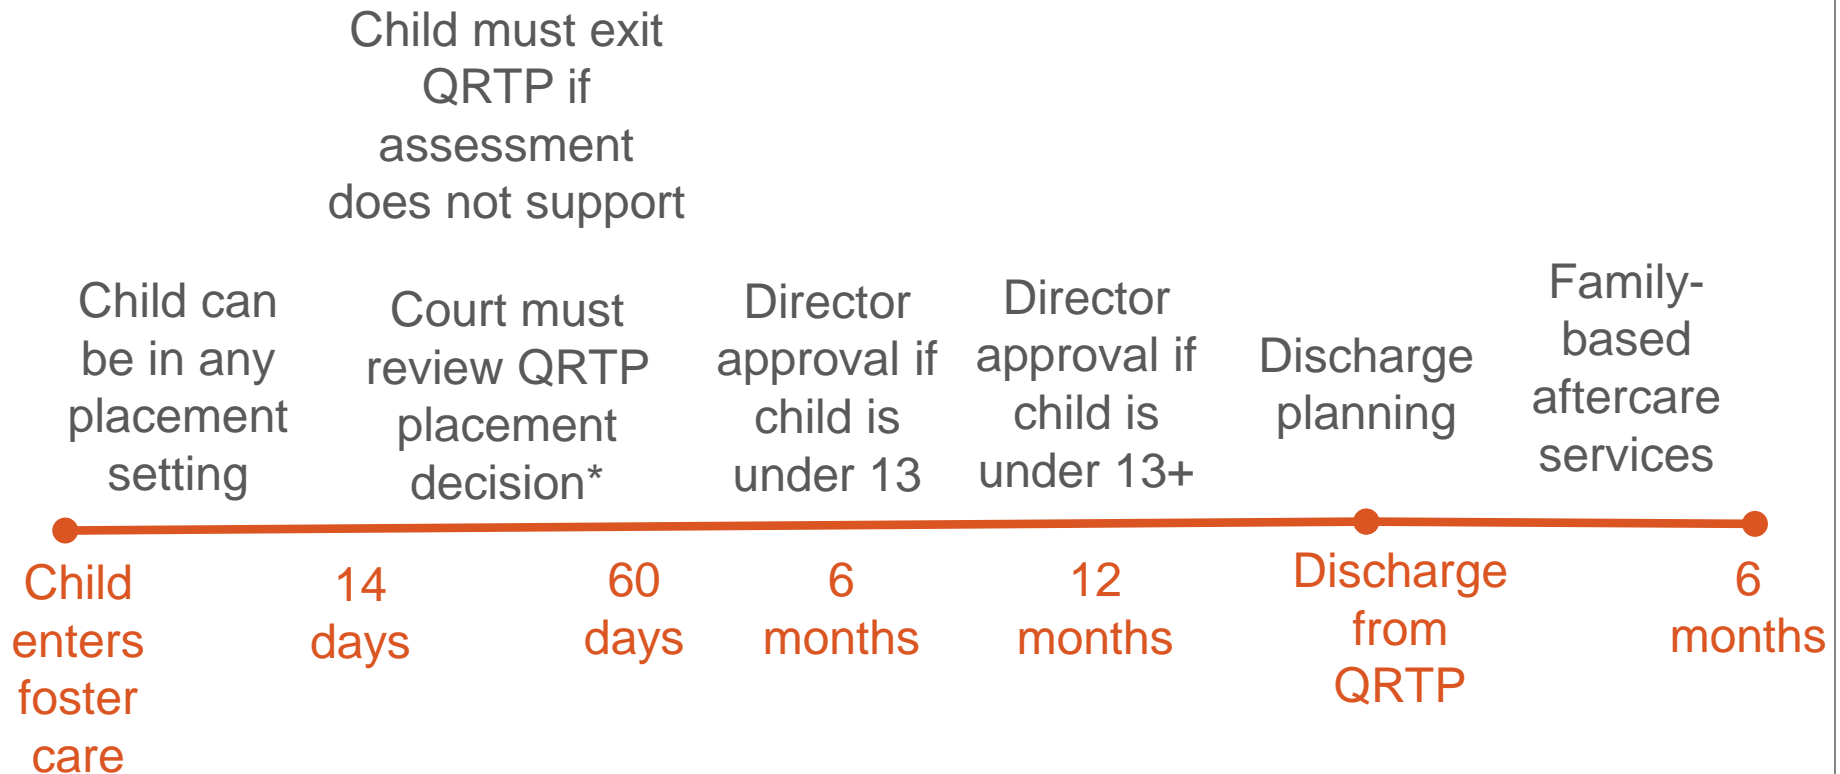 Child must exit
QRTP if
assessment
does not support
Child can
be in any
placement
setting
Court must
review QRTP
placement
decision*
Director
approval if
child is
under 13
Director
approval if
child is
under 13+
Discharge
planning
Family-
based
aftercare
services
Child
enters
foster
care
14
days
60
days
6
months
12
months
Discharge
from
QRTP
6
months